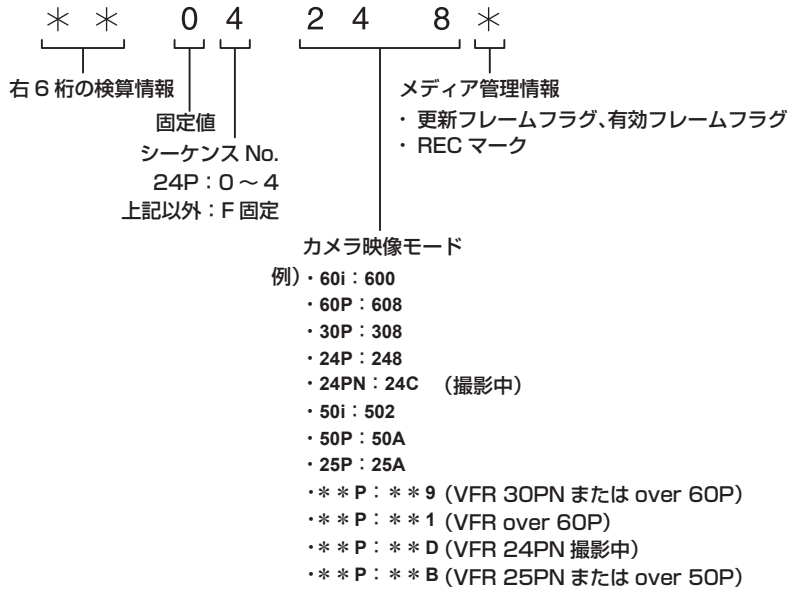 ＊ ＊ 0 4 2 4 8 ＊
右 6 桁の検算情報
メディア管理情報
・ 更新フレームフラグ、有効フレームフラグ
・ REC マーク
固定値
シーケンス No.
24P：0 ～ 4
上記以外：F 固定
カメラ映像モード
例）・60i：600
・60P：608
・30P：308
・24P：248
・24PN：24C （撮影中）
・50i：502
・50P：50A
・25P：25A
・＊＊P：＊＊9 （VFR 30PN または over 60P）
・＊＊P：＊＊1 （VFR over 60P）
・＊＊P：＊＊D （VFR 24PN 撮影中）
・＊＊P：＊＊B （VFR 25PN または over 50P）